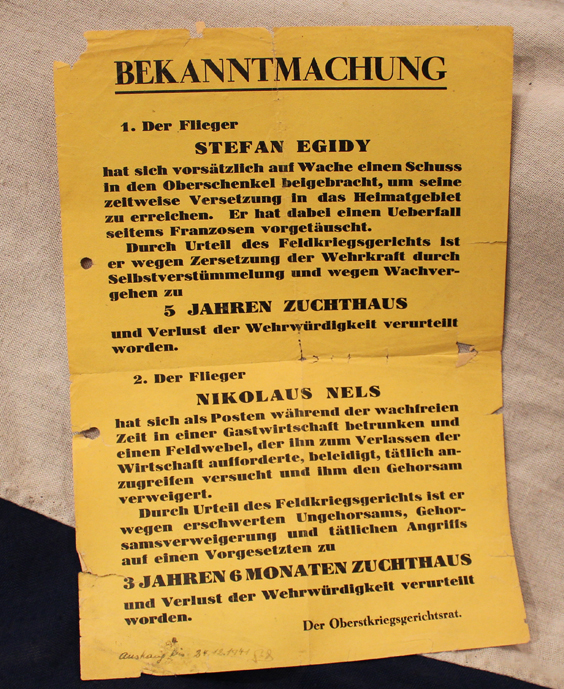 BEKANNTMACHUNG
1. Der Flieger
STEFAN EGIDY
hat sich vorsätzlich auf Wache einen Schuss
in den Oberschenkel beigebracht, um seine
zeitweise Versetzung in das Heimatgebiet
zu erreichen. Er hat dabei einen Ueberfall
seitens Franzosen vorgetäuscht.
Durch Urteil des Feldkriegsgerichts ist
er wegen Zersetzung der Wehrkraft durch
Selbstverstümmelung und wegen Wachver-
gehen zu
5 JAHREN ZUCHTHAUS
und Verlust der Wehrwürdigkeit verurteilt
worden.
2. Der Flieger
NIKOLAUS NELS
hat sich als Posten während der wachfreien
Zeit in einer Gastwirtschaft betrunken und
einen Feldwebel, der ihn zum Verlassen der
Wirtschaft aufforderte, beleidigt, tätlich an-
zugreifen versucht und ihm den Gehorsam
verweigert.
Durch Urteil des Feldkriegsgerichts ist er
wegen erschwerten Ungehorsams, Gehor-
samsverweigerung und tätlichen Angriffs
auf einen Vorgesetzten zu
3 JAHREN 6 MONATEN ZUCHTHAUS
und Verlust der Wehrwürdigkeit verurteilt
worden.
Der Oberstkriegsgerichtsrat.
Aushang